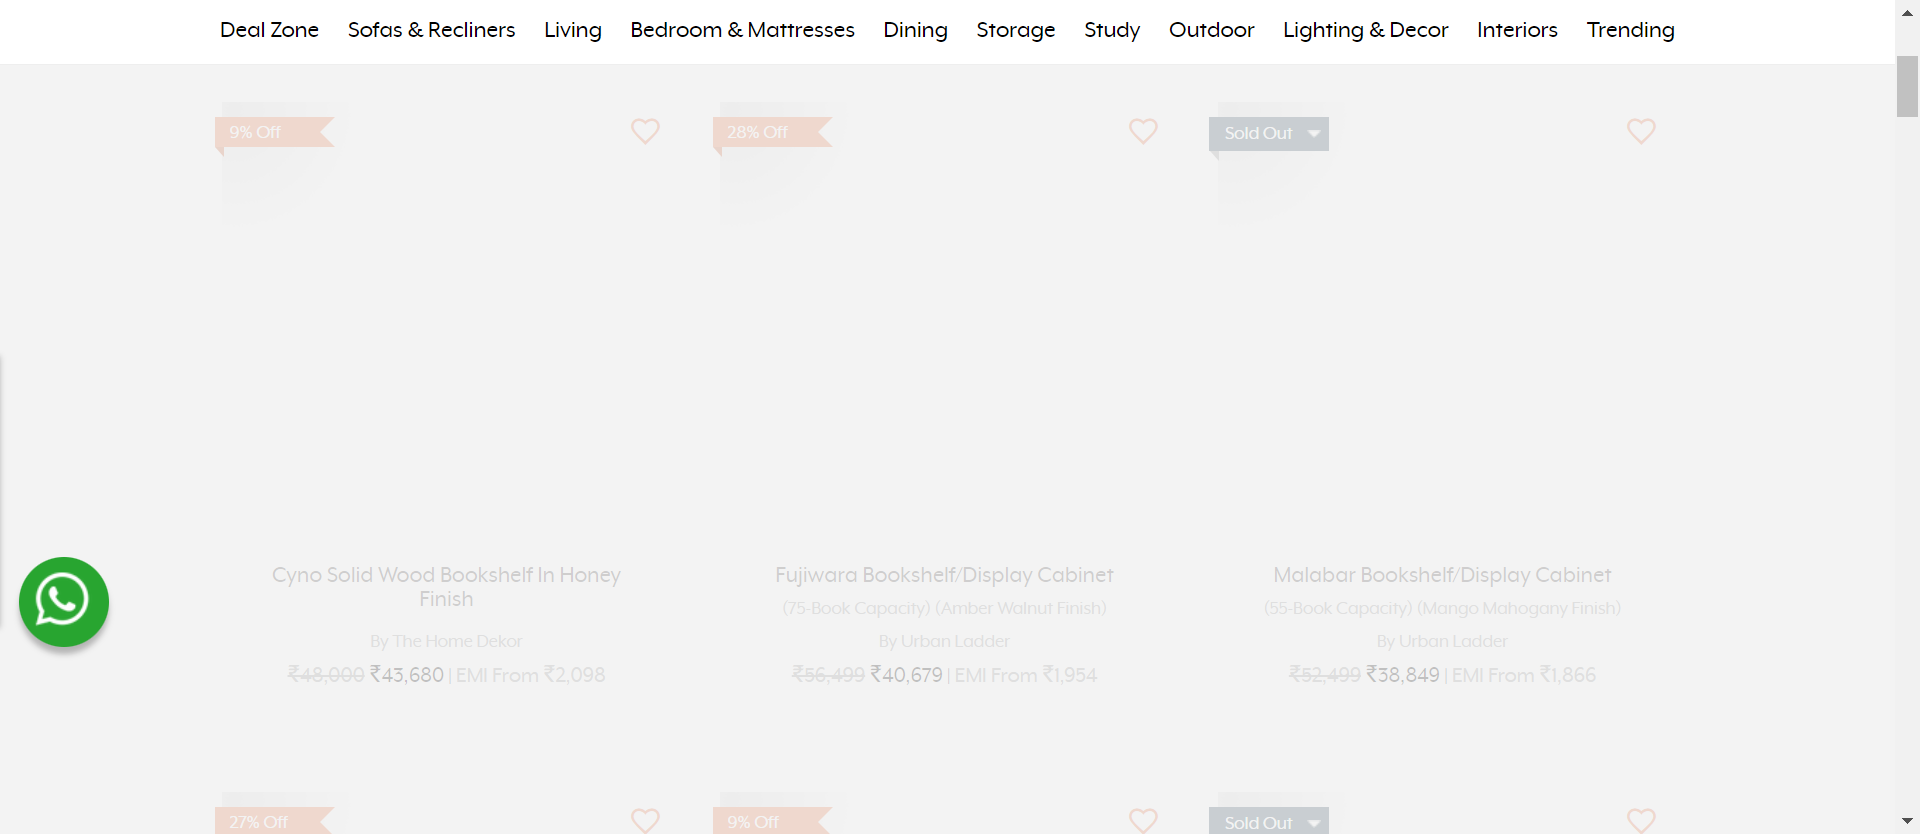 Deal Zone Sofas & Recliners Living Bedroom & Mattresses Dining Storage Study Outdoor Lighting & Decor Interiors Trending
9% Off
28% Off
Sold Out
Cyno Solid Wood Bookshelf In Honey
Finish
By The Home Dekor
₹48,000 ₹43,680 | EMI From ₹2,098
Fujiwara Bookshelf/Display Cabinet
(75-Book Capacity) (Amber Walnut Finish)
By Urban Ladder
₹56,499 ₹40,679 | EMI From ₹1,954
Malabar Bookshelf/Display Cabinet
(55-Book Capacity) (Mango Mahogany Finish)
By Urban Ladder
₹52,499 ₹38,849 | EMI From ₹1,866
27% Off
9% Off
Sold Out